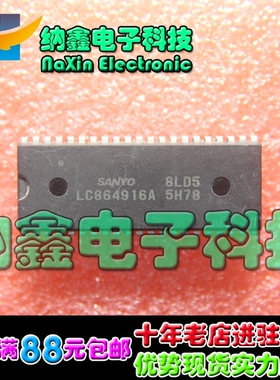 纳鑫电子科技
NaXin Electronic
SANYO 8LD5
LC864916A 5H78
纳鑫电子科技
满88元包邮
十年老店进驻
优势现货实力